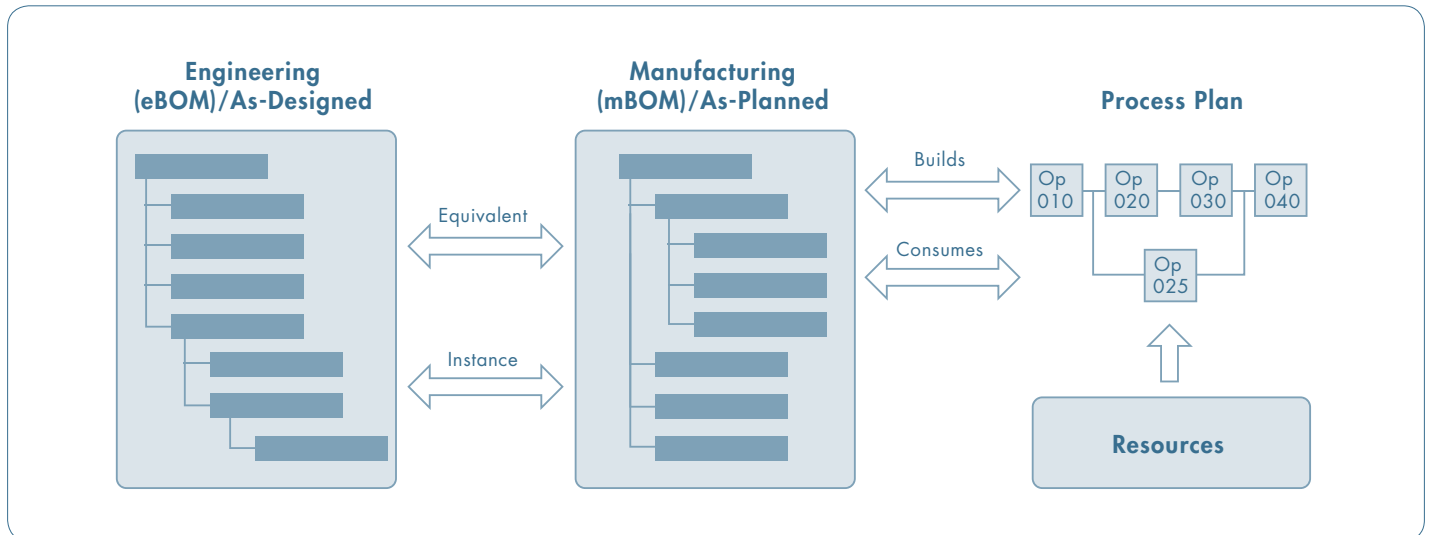 Engineering
(eBOM)/As-Designed
Manufacturing
(mBOM)/As-Planned
Process Plan
Equivalent
Instance
Builds
Consumes
Op
010
Op
020
Op
030
Op
040
Op
025
Resources